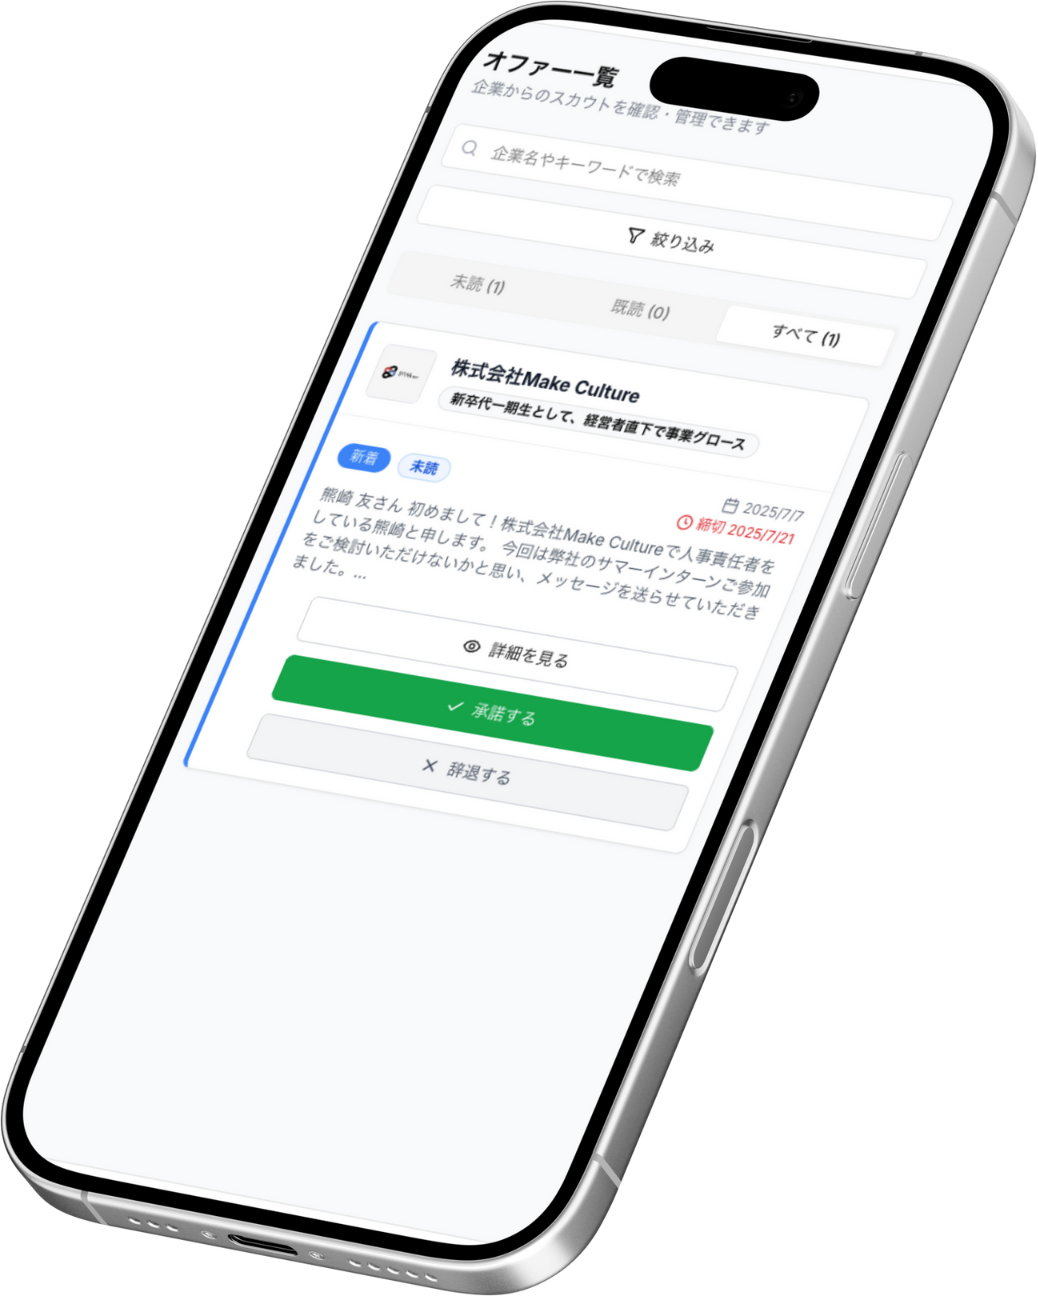 オファー一覧
企業からのスカウトを確認・管理できます
企業名やキーワードで検索
絞り込み
未読 (1)
既読 (0)
すべて (1)
株式会社Make Culture
新卒代一期生として、経営者直下で事業グロース
新着
未読
2025/7/7
締切 2025/7/21
熊崎 友さん 初めまして！株式会社Make Cultureで人事責任者を
している熊崎と申します。 今回は弊社のサマーインターンご参加
をご検討いただけないかと思い、メッセージを送らせていただき
ました。...
詳細を見る
承諾する
辞退する